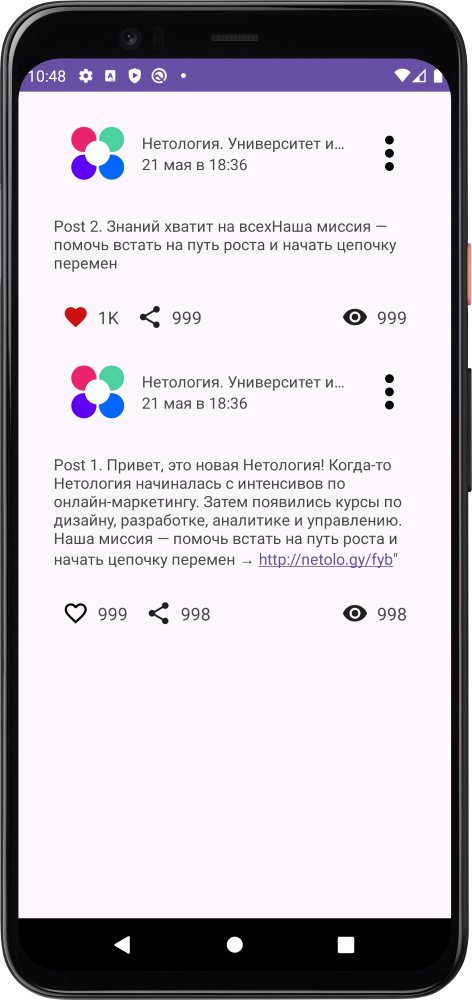 10:48
Нетология. Университет и...
21 мая в 18:36
Post 2. Знаний хватит на всехНаша миссия —
помочь встать на путь роста и начать цепочку
перемен
1K 999 999
Нетология. Университет и...
21 мая в 18:36
Post 1. Привет, это новая Нетология! Когда-то
Нетология начиналась с интенсивов по
онлайн-маркетингу. Затем появились курсы по
дизайну, разработке, аналитике и управлению.
Наша миссия — помочь встать на путь роста и
начать цепочку перемен → http://netolo.gy/fyb"
999 998 998